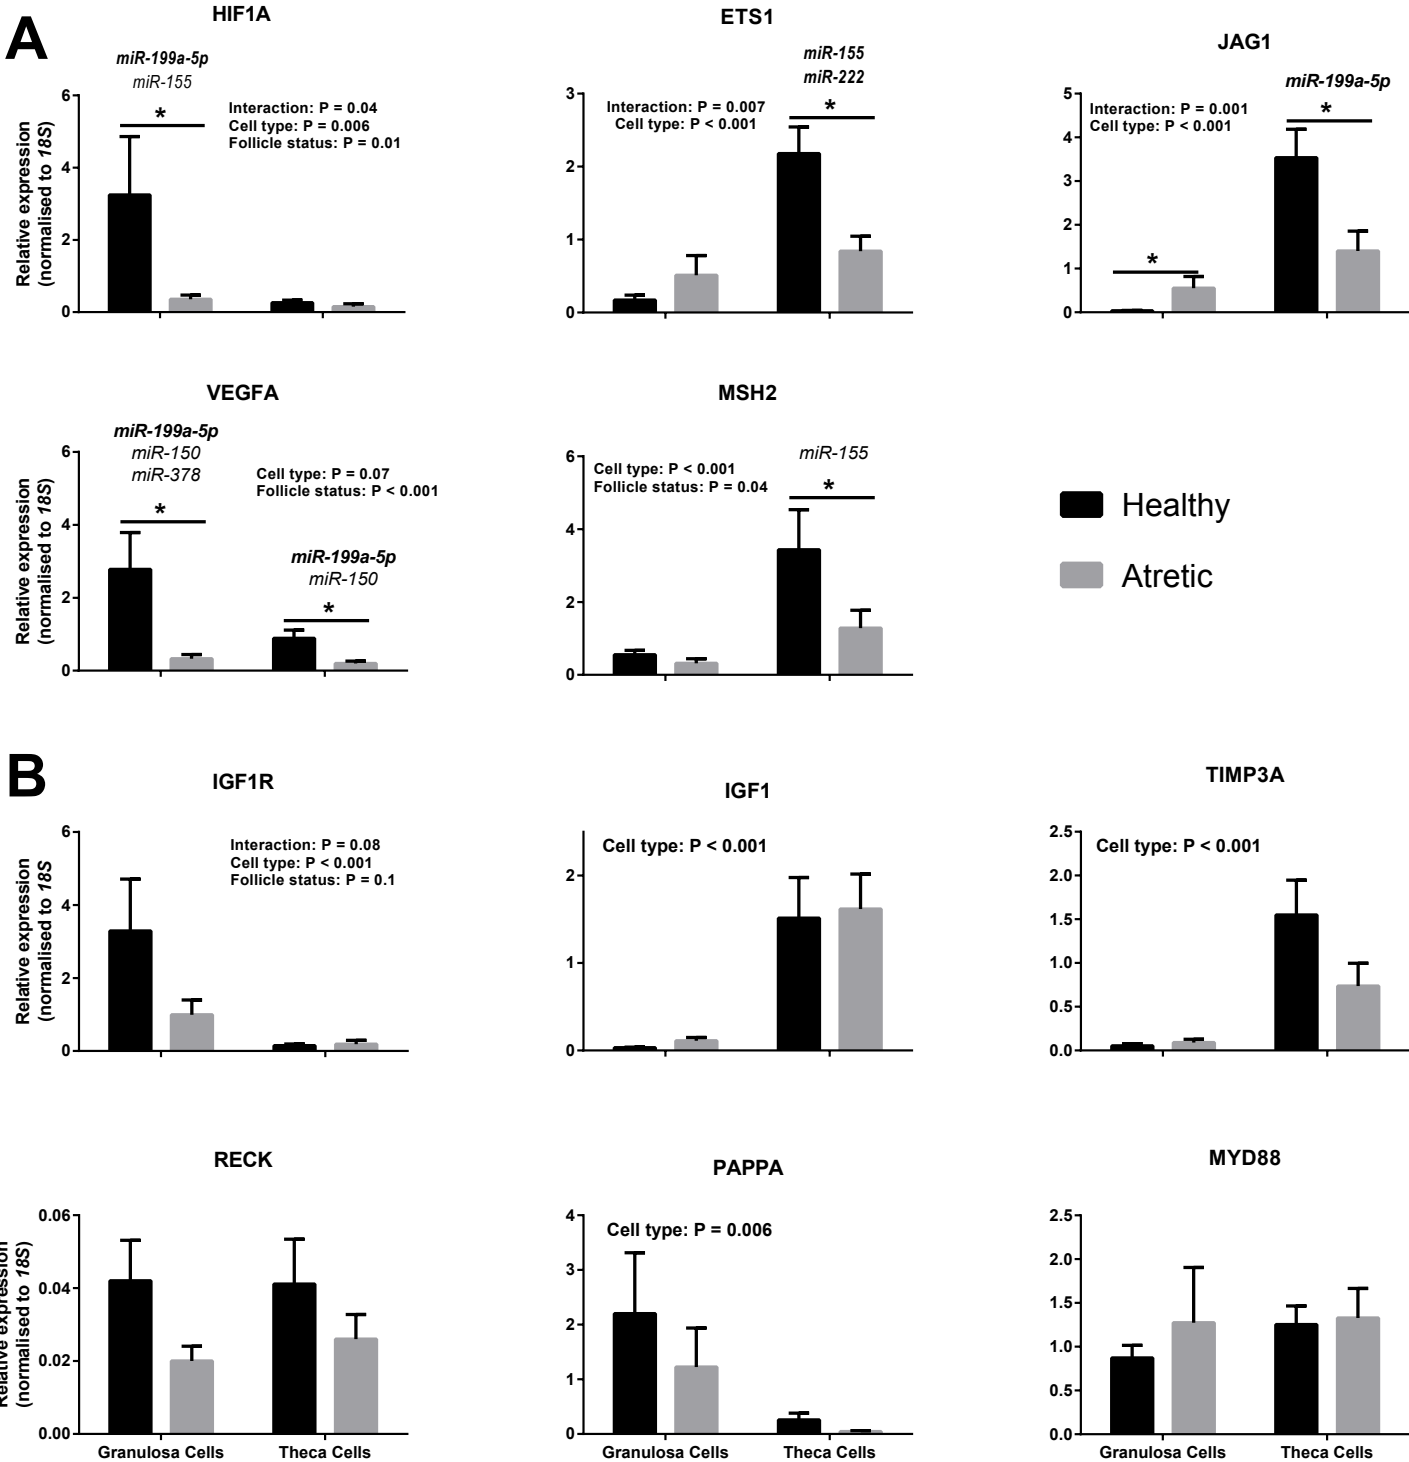 A
HIF1A
miR-199a-5p
miR-155
*
Interaction: P = 0.04
Cell type: P = 0.006
Follicle status: P = 0.01
Relative expression
(normalised to 18S)
6
4
2
0
ETS1
miR-155
miR-222
*
Interaction: P = 0.007
Cell type: P < 0.001
3
2
1
0
JAG1
miR-199a-5p
*
Interaction: P = 0.001
Cell type: P < 0.001
*
5
4
3
2
1
0
VEGFA
miR-199a-5p
miR-150
miR-378
*
Cell type: P = 0.07
Follicle status: P < 0.001
miR-199a-5p
miR-150
*
Relative expression
(normalised to 18S)
6
4
2
0
MSH2
miR-155
*
Cell type: P < 0.001
Follicle status: P = 0.04
6
4
2
0
Healthy
Atretic
B
IGF1R
Interaction: P = 0.08
Cell type: P < 0.001
Follicle status: P = 0.1
Relative expression
(normalised to 18S
6
4
2
0
IGF1
Cell type: P < 0.001
2
1
0
TIMP3A
Cell type: P < 0.001
2.5
2.0
1.5
1.0
0.5
0.0
RECK
Relative expression
(normalised to 18S)
0.06
0.04
0.02
0.00
Granulosa Cells
Theca Cells
PAPPA
Cell type: P = 0.006
4
3
2
1
0
Granulosa Cells
Theca Cells
MYD88
2.5
2.0
1.5
1.0
0.5
0.0
Granulosa Cells
Theca Cells